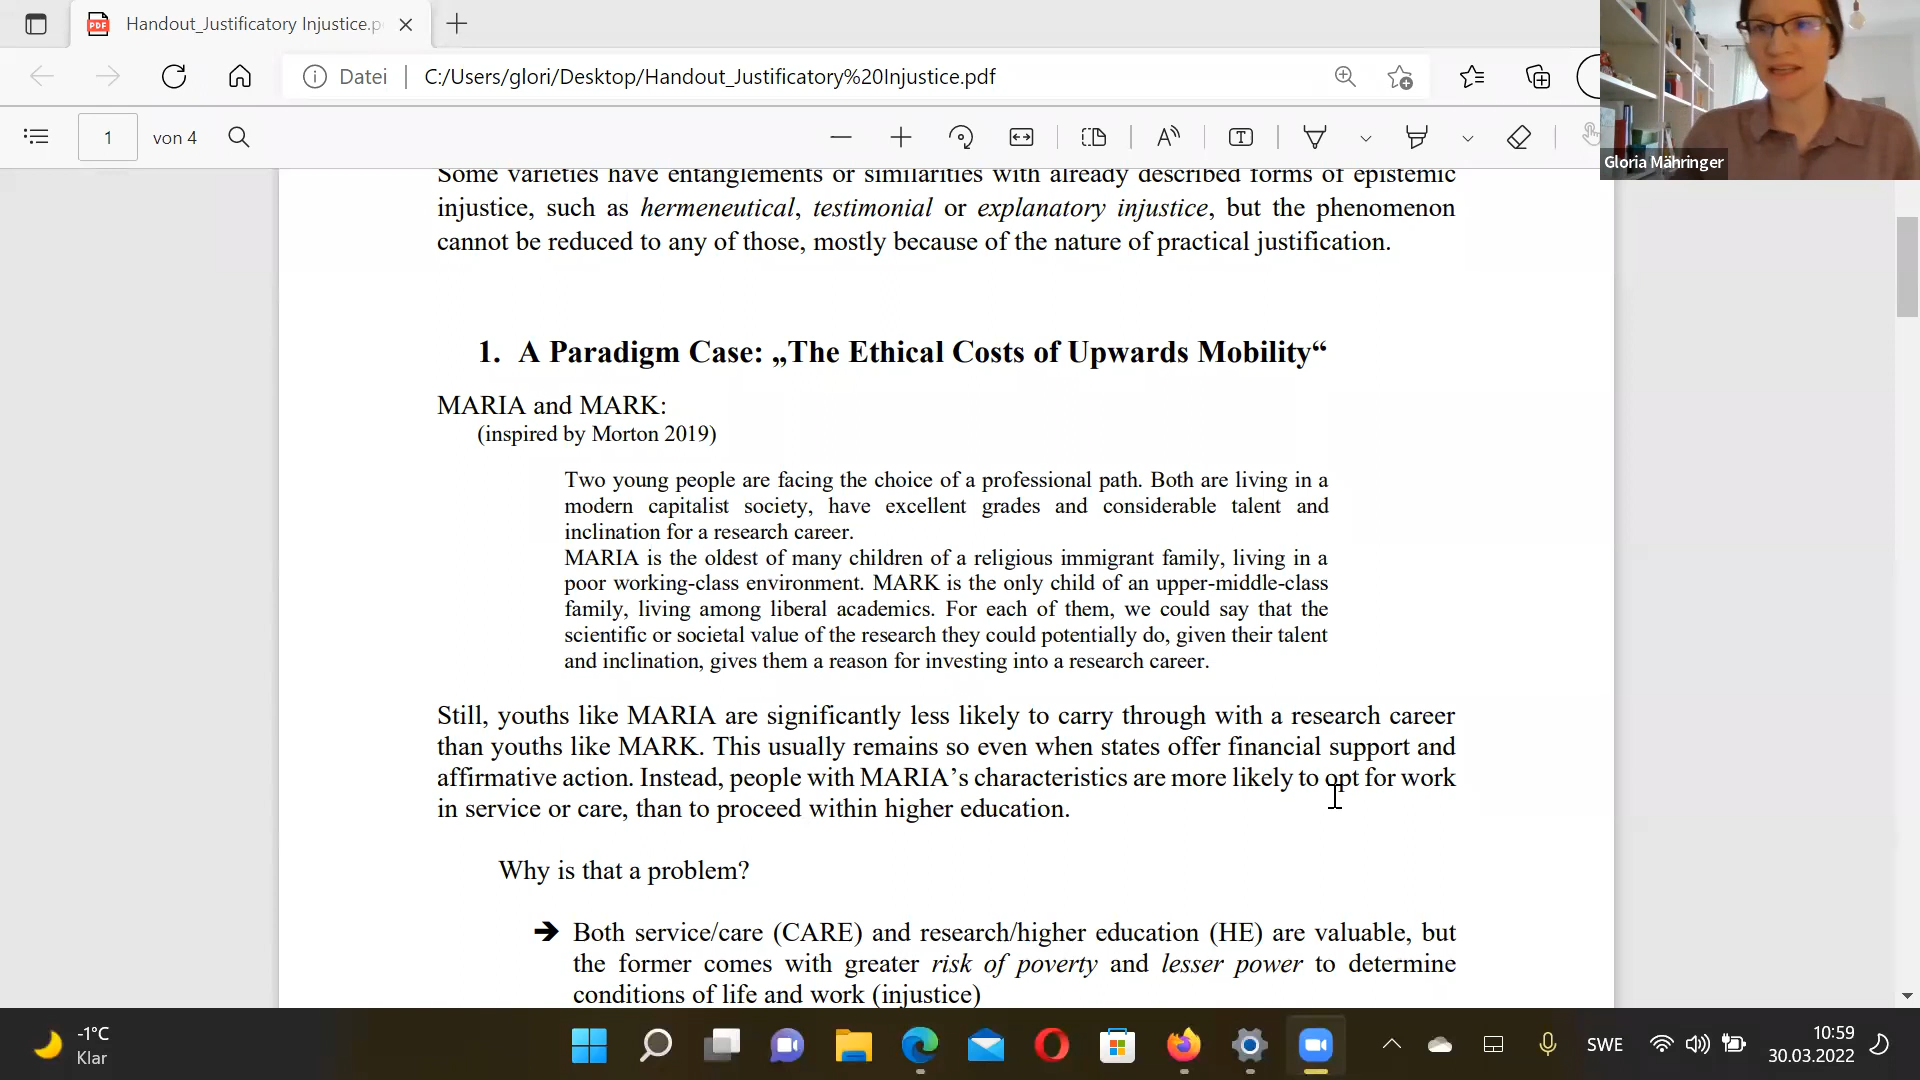 Handout_Justificatory Injustice.p
Datei
C:/Users/glori/Desktop/Handout_Justificatory%20Injustice.pdf
1 von 4
Gloria Mähringer
Some varieties have entanglements or similarities with already described forms of epistemic
injustice, such as hermeneutical, testimonial or explanatory injustice, but the phenomenon
cannot be reduced to any of those, mostly because of the nature of practical justification.
1. A Paradigm Case: „The Ethical Costs of Upwards Mobility“
MARIA and MARK:
(inspired by Morton 2019)
Two young people are facing the choice of a professional path. Both are living in a
modern capitalist society, have excellent grades and considerable talent and
inclination for a research career.
MARIA is the oldest of many children of a religious immigrant family, living in a
poor working-class environment. MARK is the only child of an upper-middle-class
family, living among liberal academics. For each of them, we could say that the
scientific or societal value of the research they could potentially do, given their talent
and inclination, gives them a reason for investing into a research career.
Still, youths like MARIA are significantly less likely to carry through with a research career
than youths like MARK. This usually remains so even when states offer financial support and
affirmative action. Instead, people with MARIA’s characteristics are more likely to opt for work
in service or care, than to proceed within higher education.
Why is that a problem?
➔ Both service/care (CARE) and research/higher education (HE) are valuable, but
the former comes with greater risk of poverty and lesser power to determine
conditions of life and work (injustice)
-1°C
Klar
SWE
10:59
30.03.2022